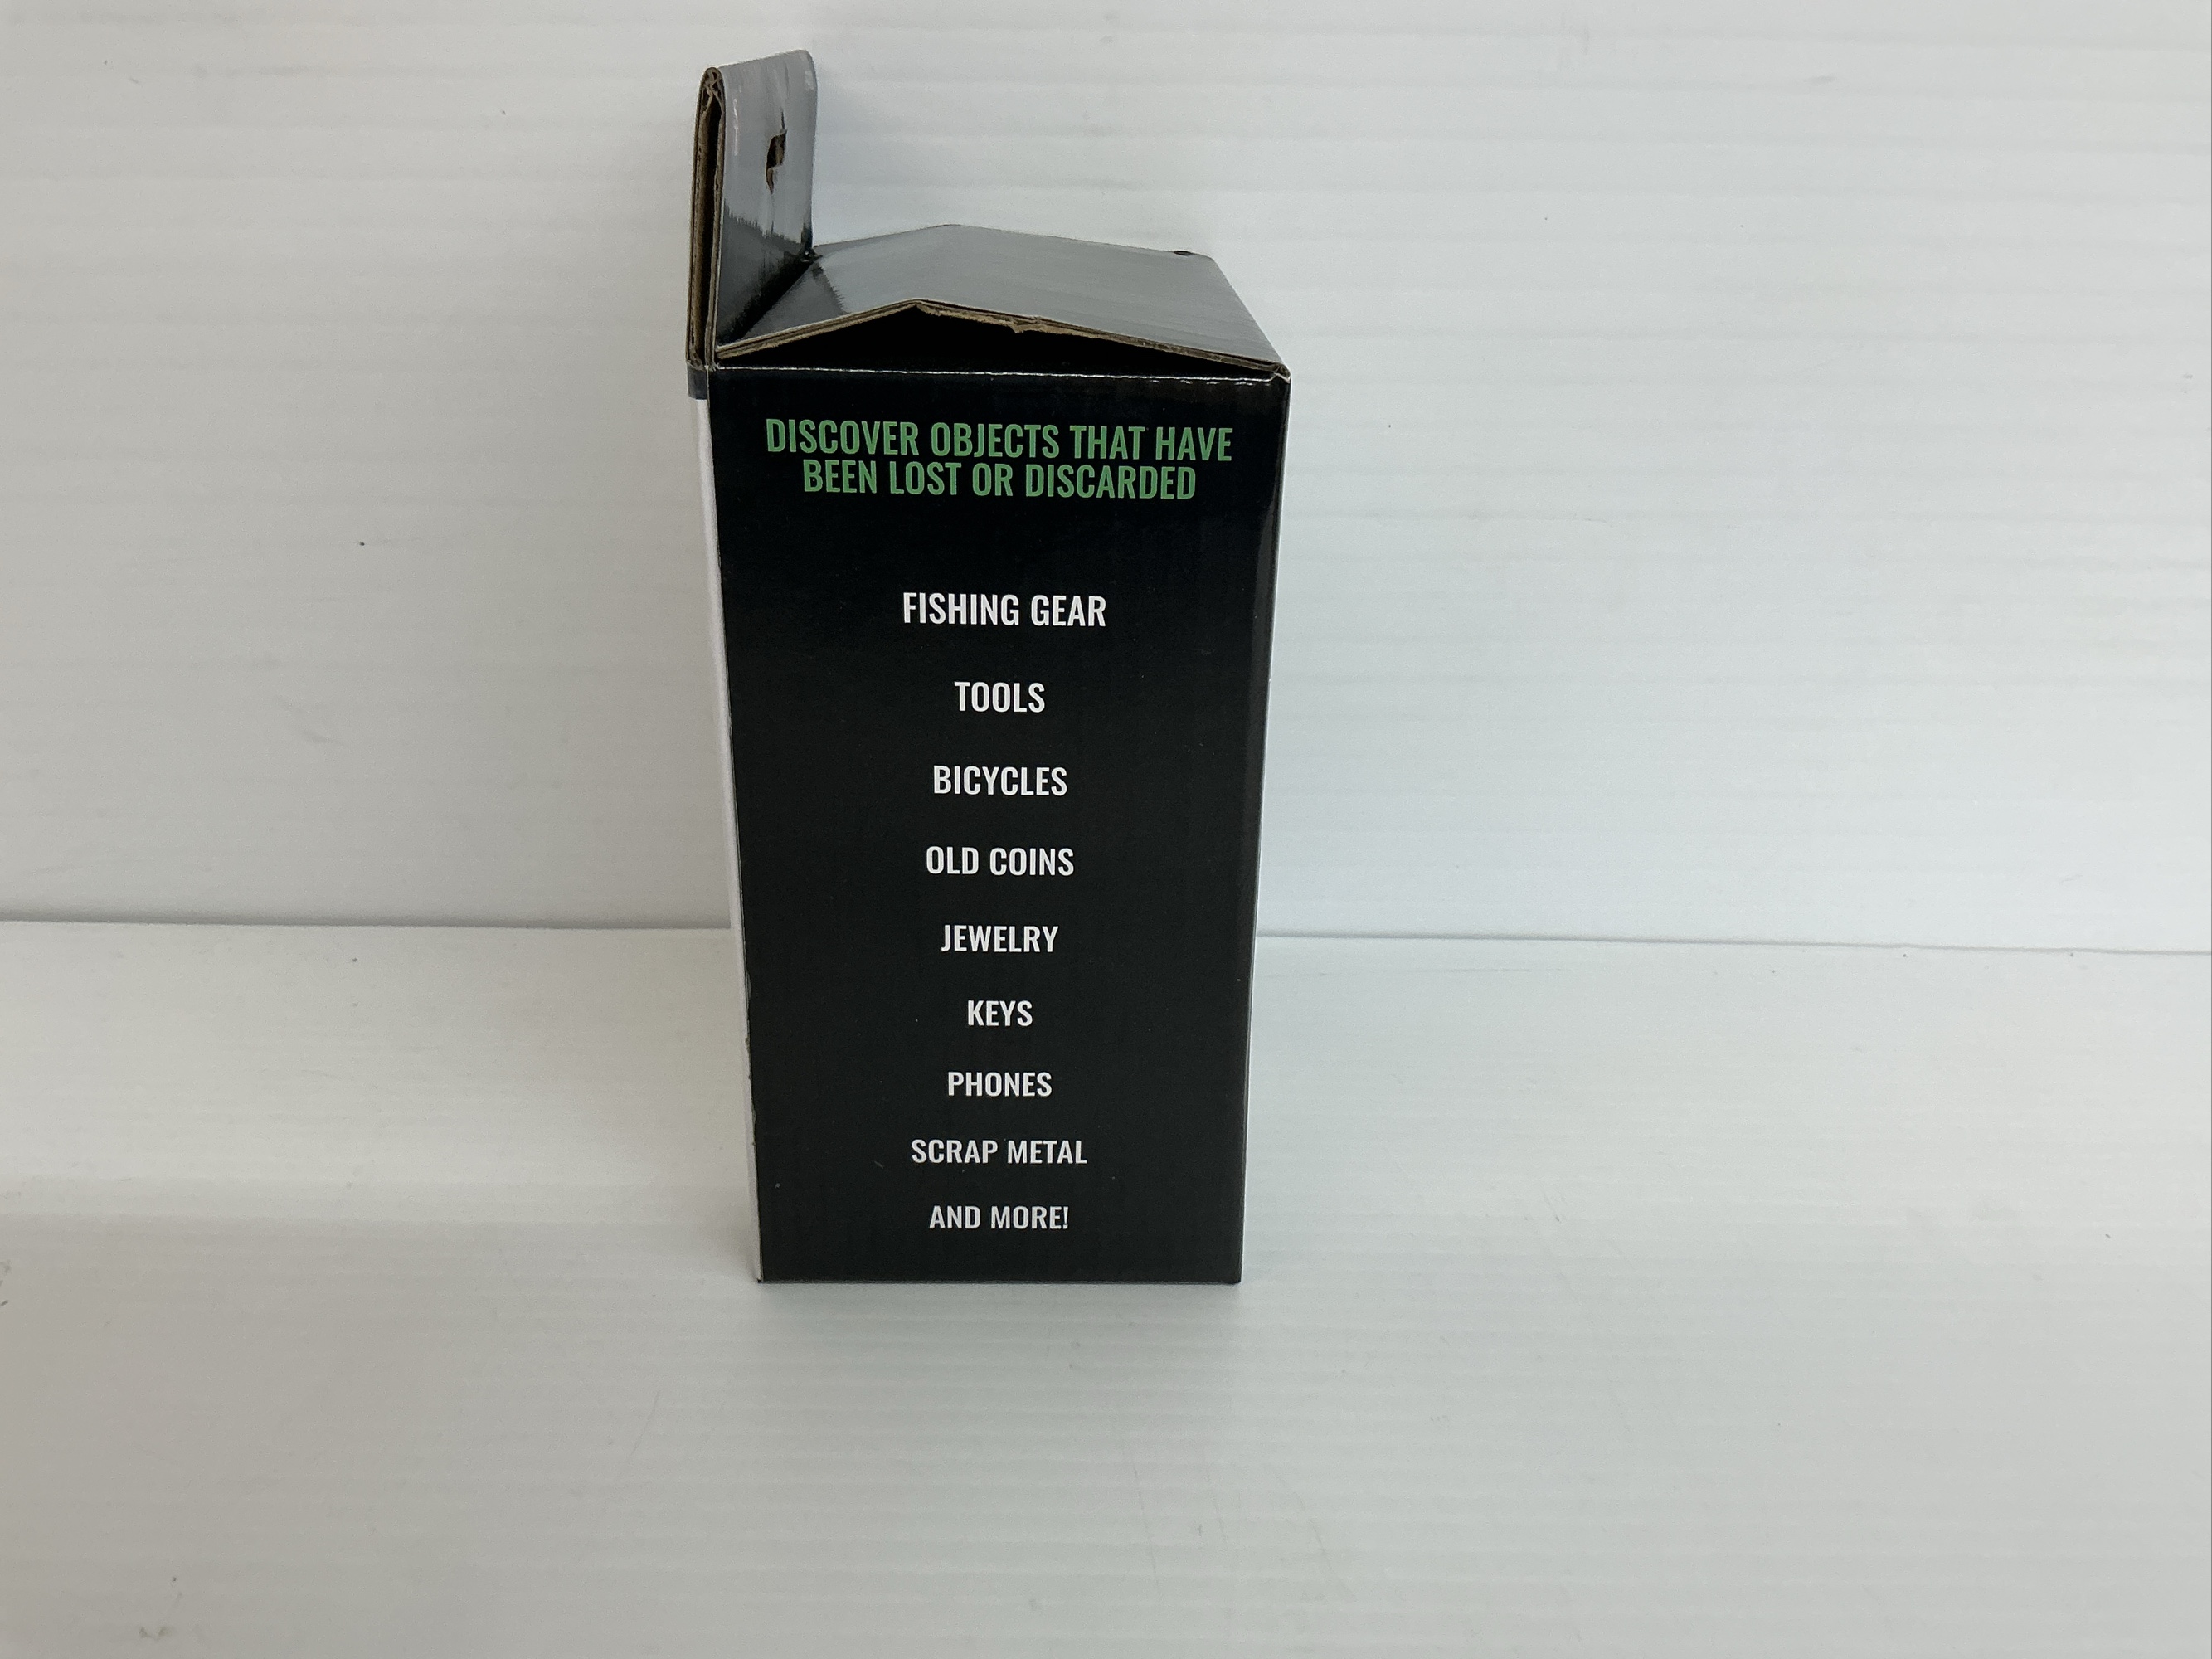 DISCOVER OBJECTS THAT HAVE
BEEN LOST OR DISCARDED
FISHING GEAR
TOOLS
BICYCLES
OLD COINS
JEWELRY
KEYS
PHONES
SCRAP METAL
AND MORE!